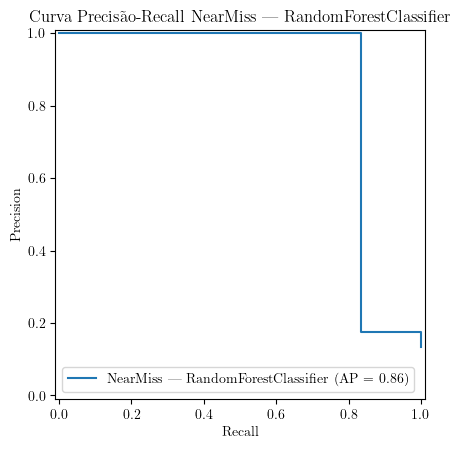 Curva Precisão-Recall NearMiss — RandomForestClassifier
1.0
0.8
0.6
0.4
0.2
0.0
Precision
NearMiss — RandomForestClassifier (AP = 0.86)
0.0 0.2 0.4 0.6 0.8 1.0
Recall